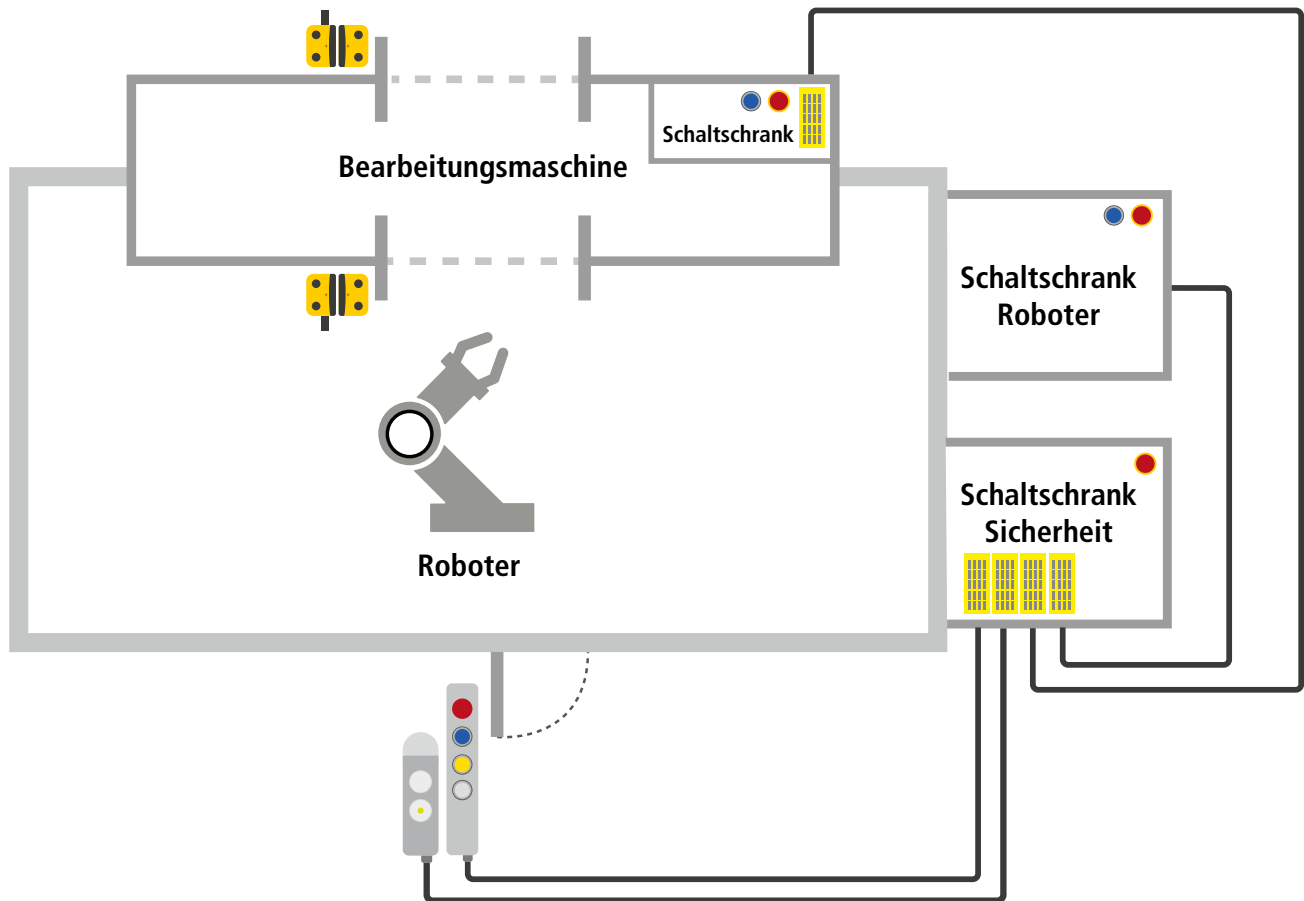 Schaltschrank
Bearbeitungsmaschine
Schaltschrank
Roboter
Schaltschrank
Sicherheit
Roboter